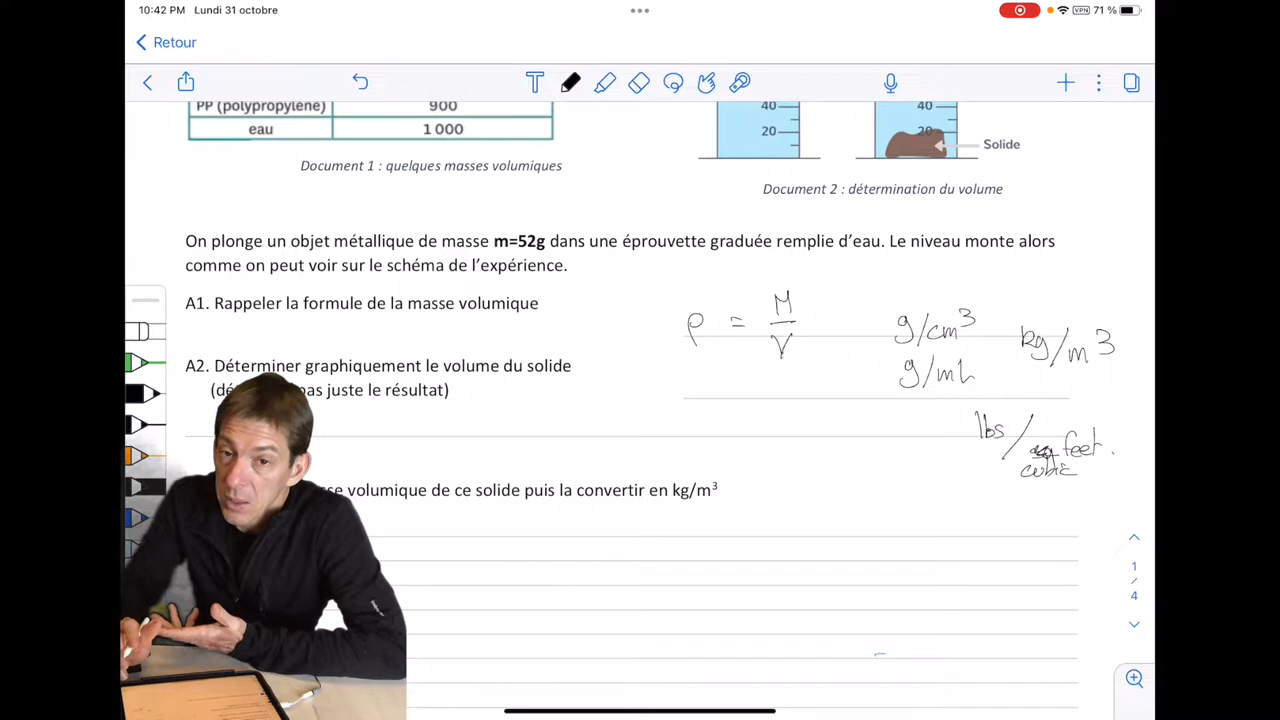 10:42 PM Lundi 31 octobre
VPN 71 %
Retour
T
PP (polypropylène) 900
eau 1 000
40
20
40
20
Solide
Document 1 : quelques masses volumiques
Document 2 : détermination du volume
On plonge un objet métallique de masse m=52g dans une éprouvette graduée remplie d'eau. Le niveau monte alors
comme on peut voir sur le schéma de l'expérience.
A1. Rappeler la formule de la masse volumique
ρ = M/V
g/cm³
kg/m3
g/mL
A2. Déterminer graphiquement le volume du solide
pas juste le résultat)
lbs/ feet.
cubic
volumique de ce solide puis la convertir en kg/m³
1
/
4